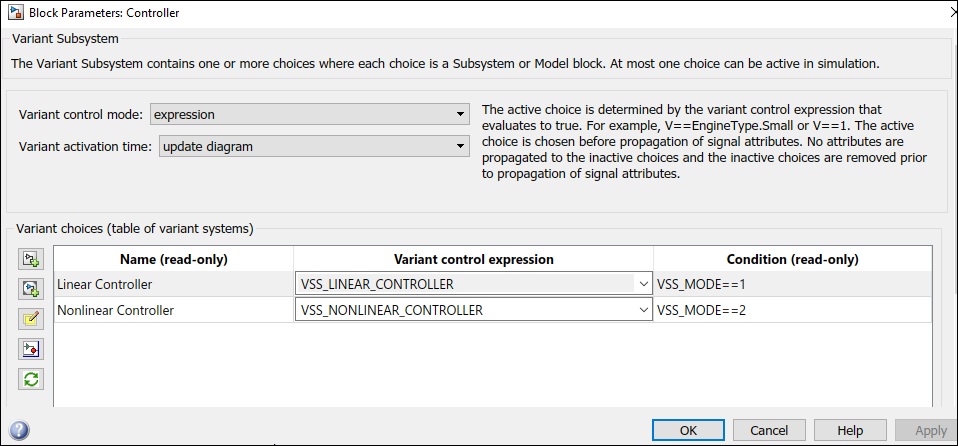 Block Parameters: Controller
Variant Subsystem
The Variant Subsystem contains one or more choices where each choice is a Subsystem or Model block. At most one choice can be active in simulation.
Variant control mode: expression
Variant activation time: update diagram
The active choice is determined by the variant control expression that
evaluates to true. For example, V==EngineType.Small or V==1. The active
choice is chosen before propagation of signal attributes. No attributes are
propagated to the inactive choices and the inactive choices are removed prior
to propagation of signal attributes.
Variant choices (table of variant systems)
Name (read-only) Variant control expression Condition (read-only)
Linear Controller VSS_LINEAR_CONTROLLER VSS_MODE==1
Nonlinear Controller VSS_NONLINEAR_CONTROLLER VSS_MODE==2
? OK Cancel Help Apply